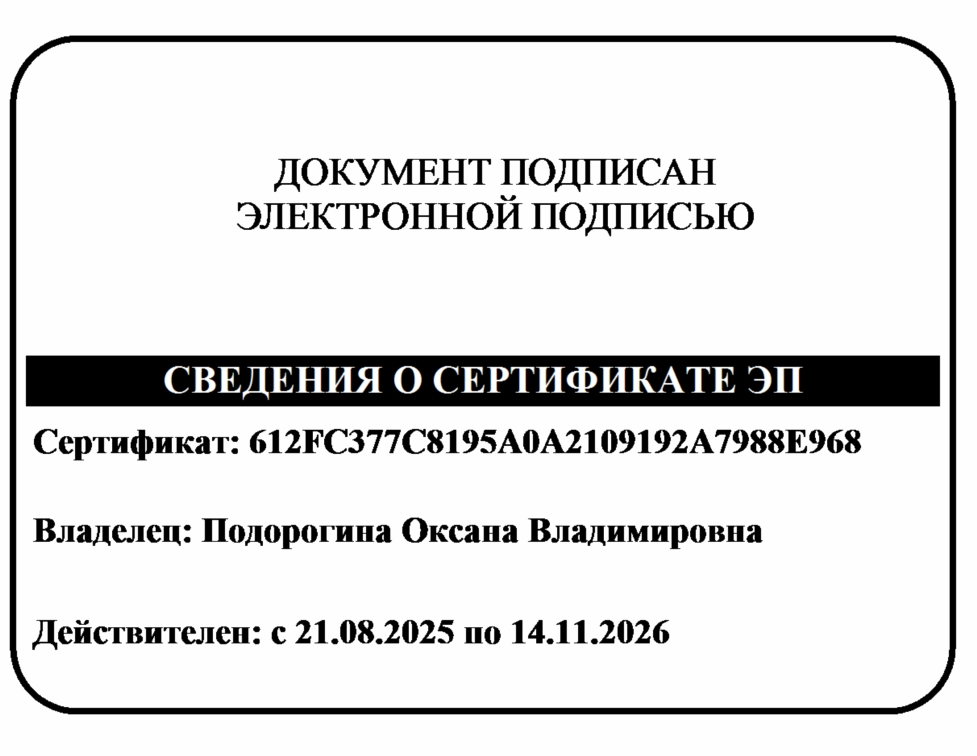 ДОКУМЕНТ ПОДПИСАН
ЭЛЕКТРОННОЙ ПОДПИСЬЮ
СВЕДЕНИЯ О СЕРТИФИКАТЕ ЭП
Сертификат: 612FC377C8195A0A2109192A7988E968
Владелец: Подорогина Оксана Владимировна
Действителен: с 21.08.2025 по 14.11.2026